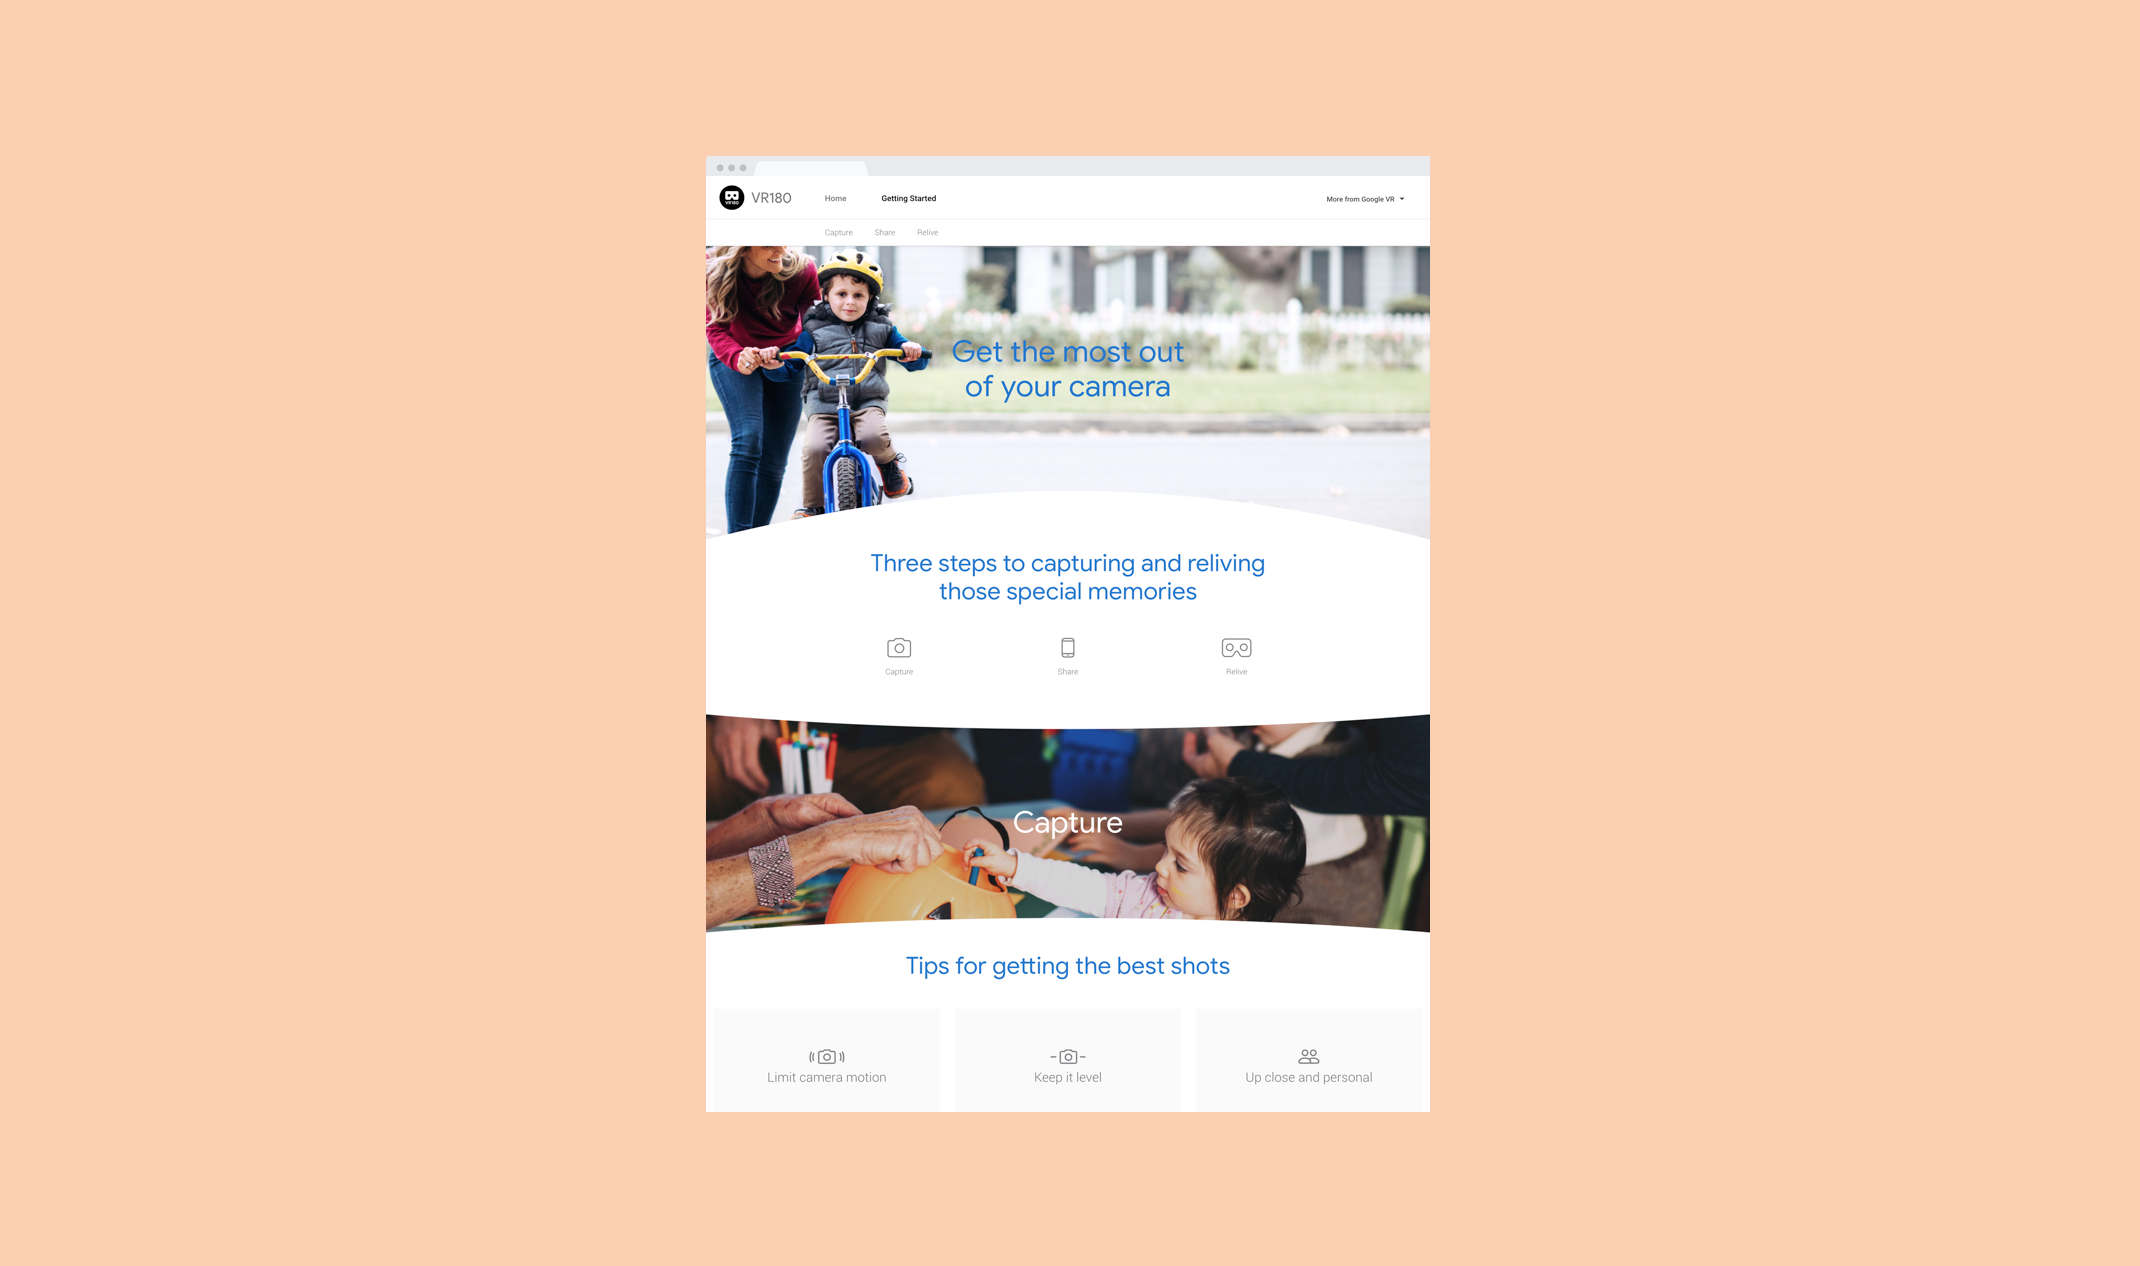 VR180
VR180
Home
Getting Started
More from Google VR
Capture
Share
Relive
Get the most out
of your camera
Three steps to capturing and reliving
those special memories
Capture
Share
Relive
Capture
Tips for getting the best shots
Limit camera motion
Keep it level
Up close and personal